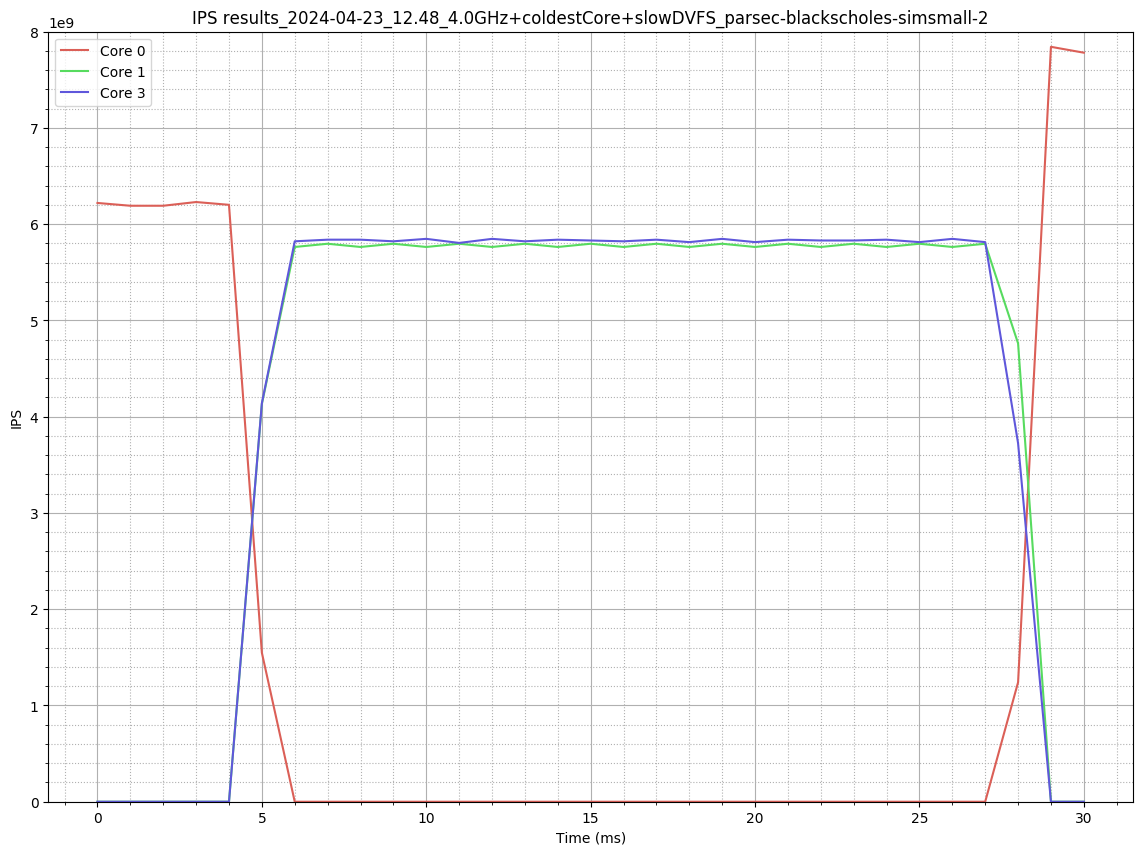 IPS results_2024-04-23_12.48_4.0GHz+coldestCore+slowDVFS_parsec-blackscholes-simsmall-2
1e9
Core 0
Core 1
Core 3
8
7
6
5
4
3
2
1
0
IPS
0 5 10 15 20 25 30
Time (ms)